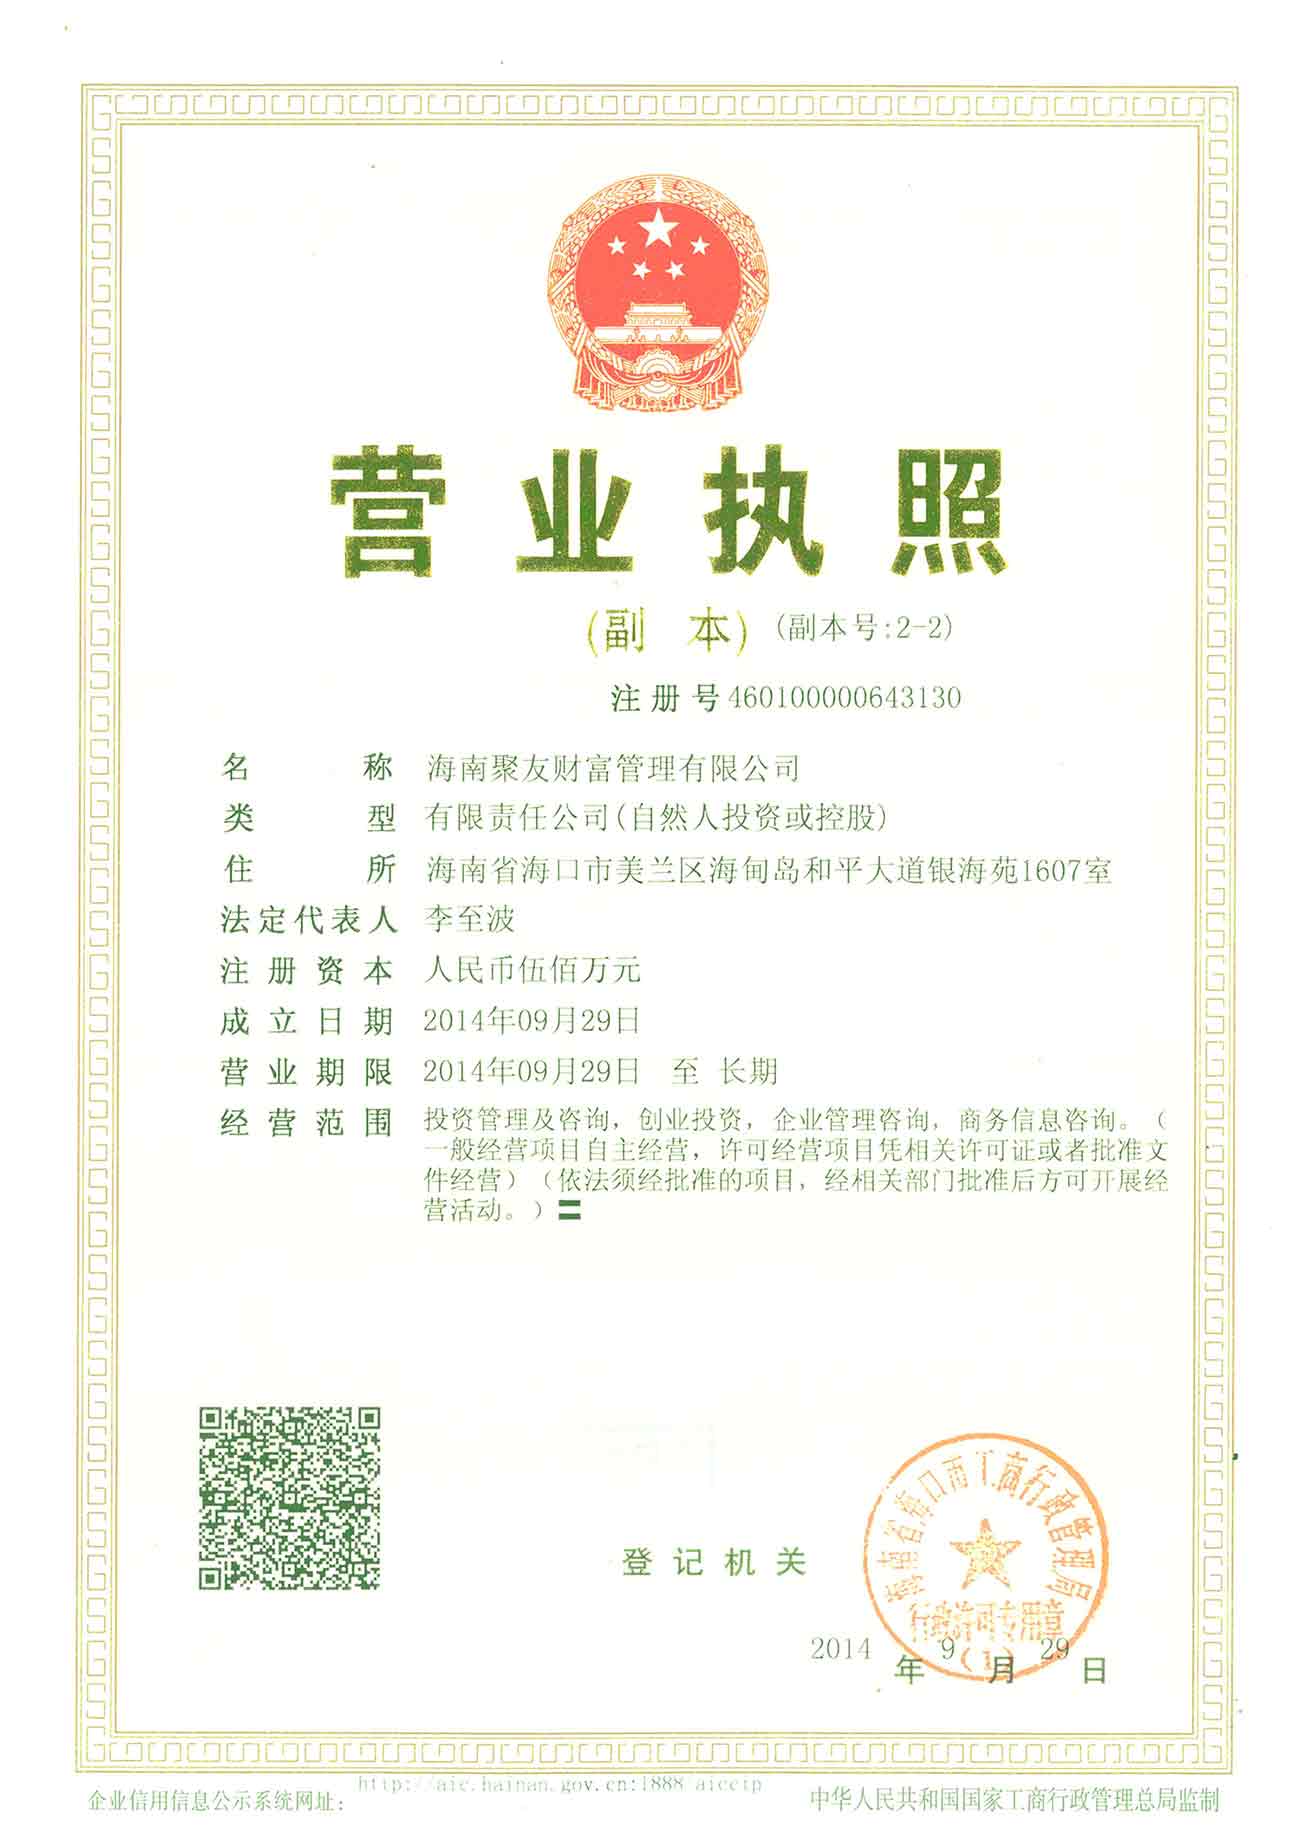 营业执照
(副 本) (副本号:2-2)
注册号460100000643130
名称 海南聚友财富管理有限公司
类型 有限责任公司(自然人投资或控股)
住所 海南省海口市美兰区海甸岛和平大道银海苑1607室
法定代表人 李至波
注册资本 人民币伍佰万元
成立日期 2014年09月29日
营业期限 2014年09月29日 至 长期
经营范围 投资管理及咨询，创业投资，企业管理咨询，商务信息咨询。（
一般经营项目自主经营，许可经营项目凭相关许可证或者批准文
件经营）（依法须经批准的项目，经相关部门批准后方可开展经
营活动。）
海南省海口市工商行政管理局
登记机关
行政许可专用章
(1)
2014年9月29日
http://aic.hainan.gov.cn:1888/aiccip
企业信用信息公示系统网址：
中华人民共和国国家工商行政管理总局监制